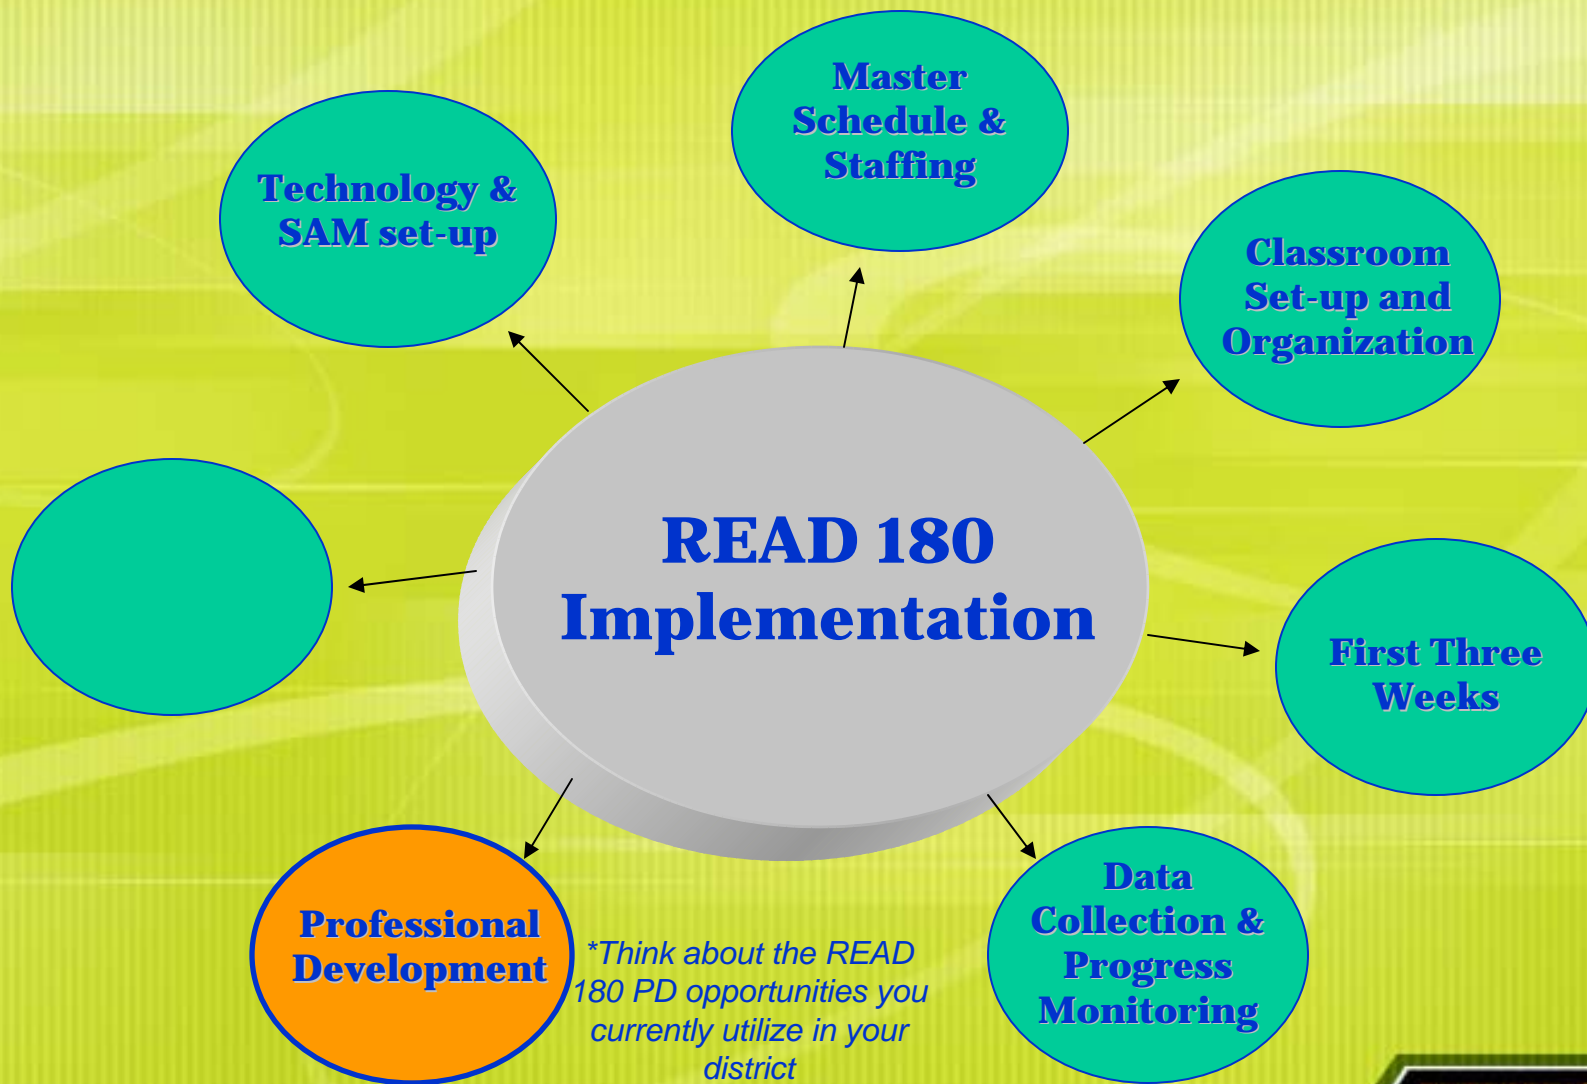 Master
Schedule &
Staffing
Technology &
SAM set-up
Classroom
Set-up and
Organization
READ 180
Implementation
First Three
Weeks
Data
Collection &
Progress
Monitoring
Professional
Development
*Think about the READ
180 PD opportunities you
currently utilize in your
district